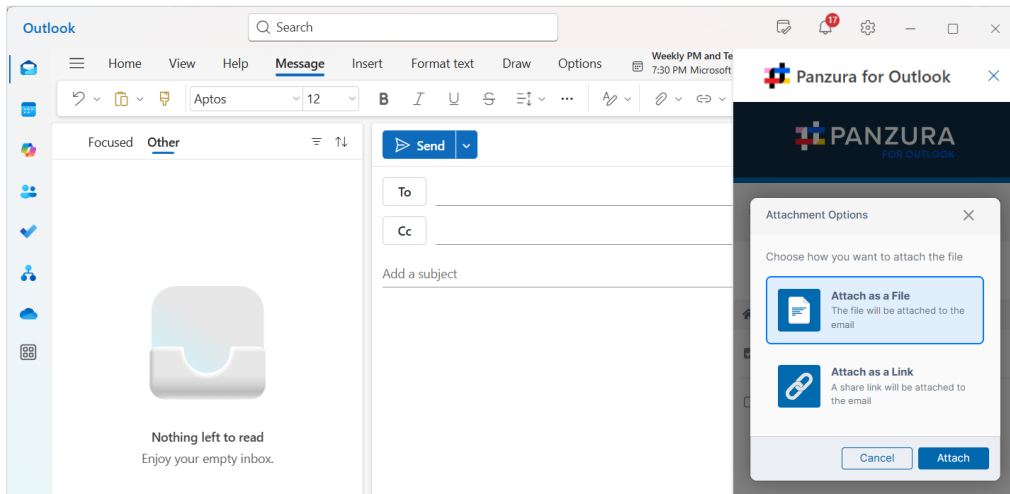 Outlook
Search
17
Home View Help Message Insert Format text Draw Options
Weekly PM and Te
7:30 PM Microsoft
Aptos
12
B I U S
Focused Other
Send
To
Cc
Add a subject
Nothing left to read
Enjoy your empty inbox.
Panzura for Outlook
PANZURA
FOR OUTLOOK
Attachment Options
Choose how you want to attach the file
Attach as a File
The file will be attached to the
email
Attach as a Link
A share link will be attached to
the email
Cancel Attach